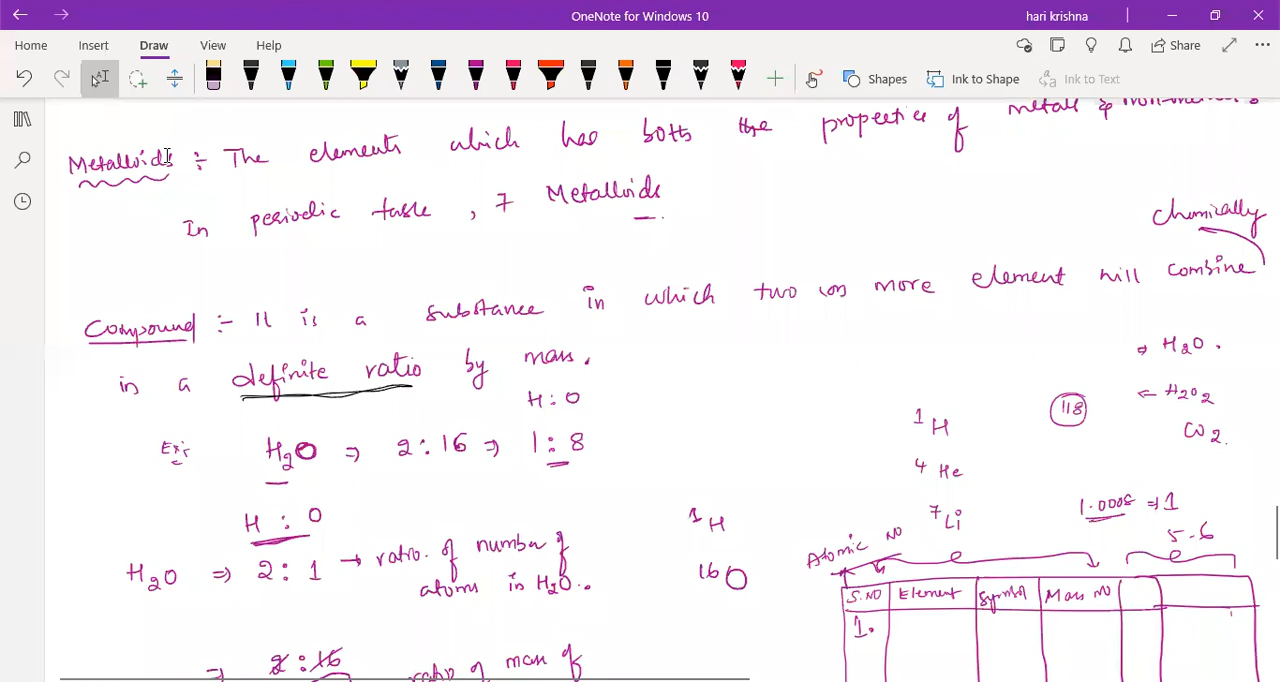 OneNote for Windows 10
hari krishna
Home Insert Draw View Help
Share
Shapes Ink to Shape Ink to Text
Metalloids :- The elements which has both the properties of metals & non-metals
In periodic table, 7 Metalloids
chemically
Compound :- It is a substance in which two (or) more element will combine
in a definite ratio by mass.
H : O
Ex:- H2O ⇒ 2 : 16 ⇒ 1 : 8
H : O
H2O ⇒ 2 : 1 → ratio of number of
atoms in H2O.
⇒ 2 : 16 ratio of mass of
1H
16O
⇒ H2O.
← H2O2
CO2.
118
1H
4He
7Li
1.0008 ⇒ 1
5-6
Atomic NO
S.NO Element Symbol Mass NO
1.